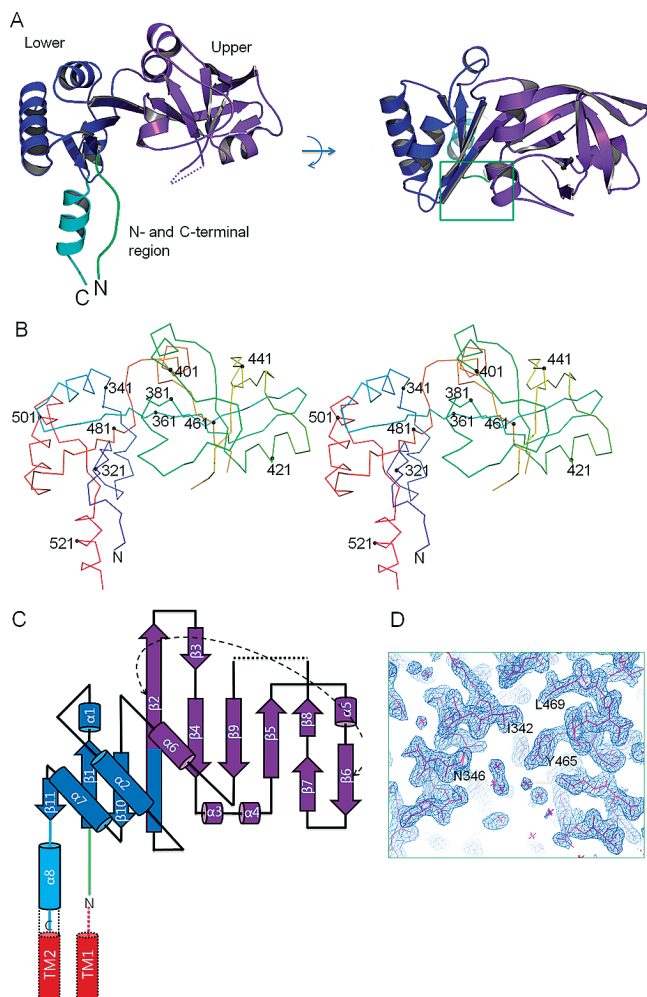 A
Lower
Upper
N- and C-terminal
region
C
N
B
441
401
341
381
501
361
461
481
421
321
521
N
441
401
341
381
501
361
461
481
421
321
521
N
C
β3
β2
α1
β4
β9
β5
β8
α5
α6
β1
α2
β11
α7
β10
β7
β6
α3
α4
α8
N
C
TM2
TM1
D
L469
I342
Y465
N346